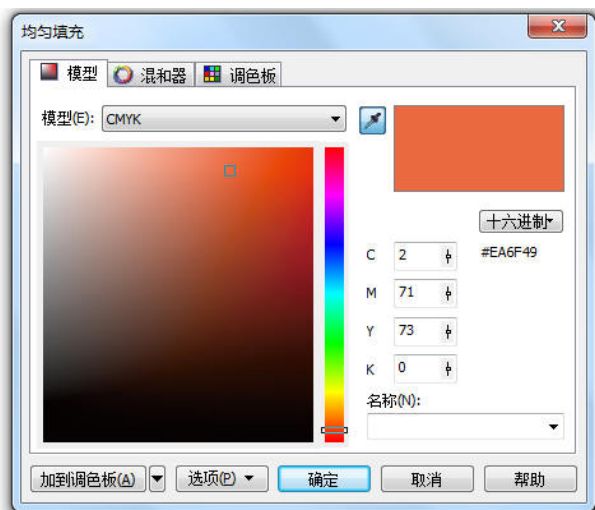 均匀填充
模型 混和器 调色板
模型(E): CMYK
十六进制
C 2 #EA6F49
M 71
Y 73
K 0
名称(N):
加到调色板(A) 选项(P) 确定 取消 帮助